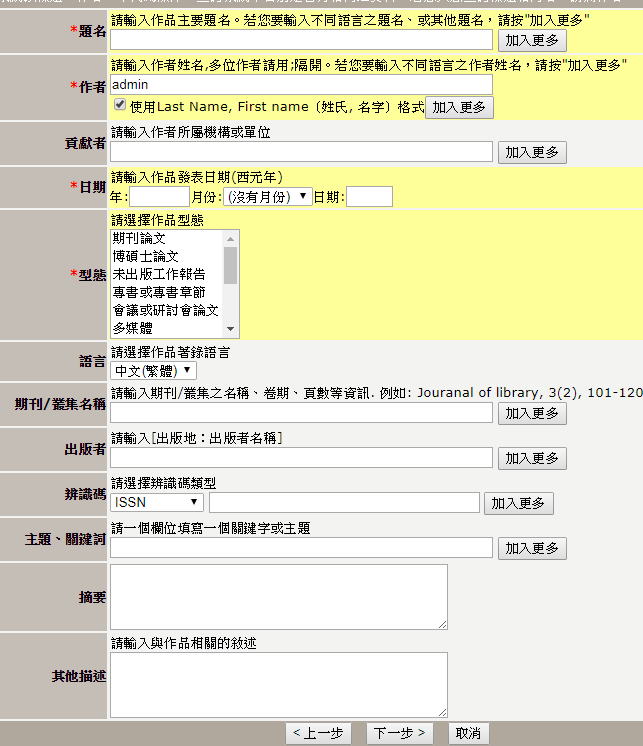 請輸入作品主要題名。若您要輸入不同語言之題名、或其他題名，請按"加入更多"
*題名
加入更多
請輸入作者姓名,多位作者請用;隔開。若您要輸入不同語言之作者姓名，請按"加入更多"
*作者
admin
使用Last Name, First name〔姓氏, 名字〕格式 加入更多
請輸入作者所屬機構或單位
貢獻者
加入更多
請輸入作品發表日期(西元年)
*日期
年: 月份: (沒有月份) 日期:
請選擇作品型態
*型態
期刊論文
博碩士論文
未出版工作報告
專書或專書章節
會議或研討會論文
多媒體
請選擇作品著錄語言
語言
中文(繁體)
請輸入期刊/叢集之名稱、卷期、頁數等資訊. 例如: Jouranal of library, 3(2), 101-120
期刊/叢集名稱
加入更多
請輸入[出版地：出版者名稱]
出版者
加入更多
請選擇辨識碼類型
辨識碼
ISSN 加入更多
請一個欄位填寫一個關鍵字或主題
主題、關鍵詞
加入更多
摘要
請輸入與作品相關的敘述
其他描述
< 上一步 下一步 > 取消